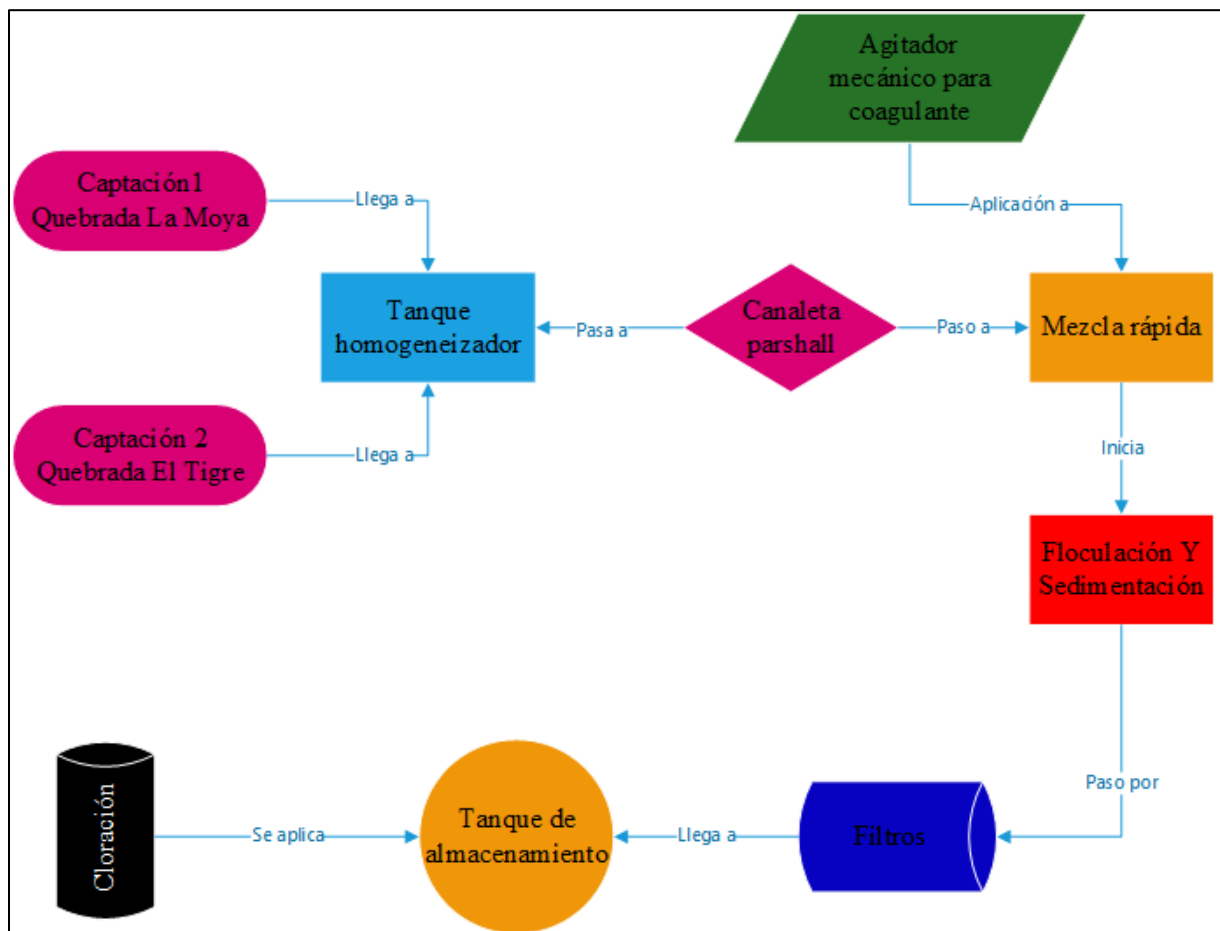 Agitador
mecánico para
coagulante
Captación1
Quebrada La Moya
Llega a
Aplicación a
Tanque
homogeneizador
Pasa a
Canaleta
parshall
Paso a
Mezcla rápida
Captación 2
Quebrada El Tigre
Llega a
Inicia
Floculación Y
Sedimentación
Paso por
Cloración
Se aplica
Tanque de
almacenamiento
Llega a
Filtros